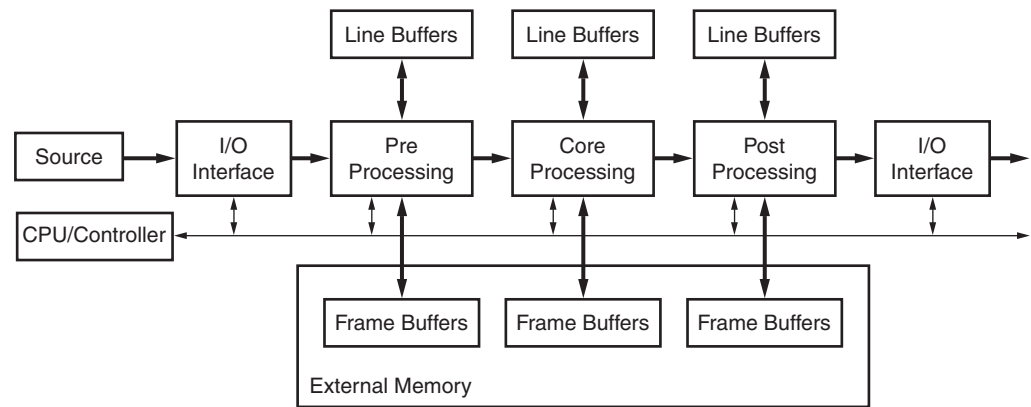 Line Buffers
Line Buffers
Line Buffers
Source
I/O
Interface
Pre
Processing
Core
Processing
Post
Processing
I/O
Interface
CPU/Controller
Frame Buffers
Frame Buffers
Frame Buffers
External Memory